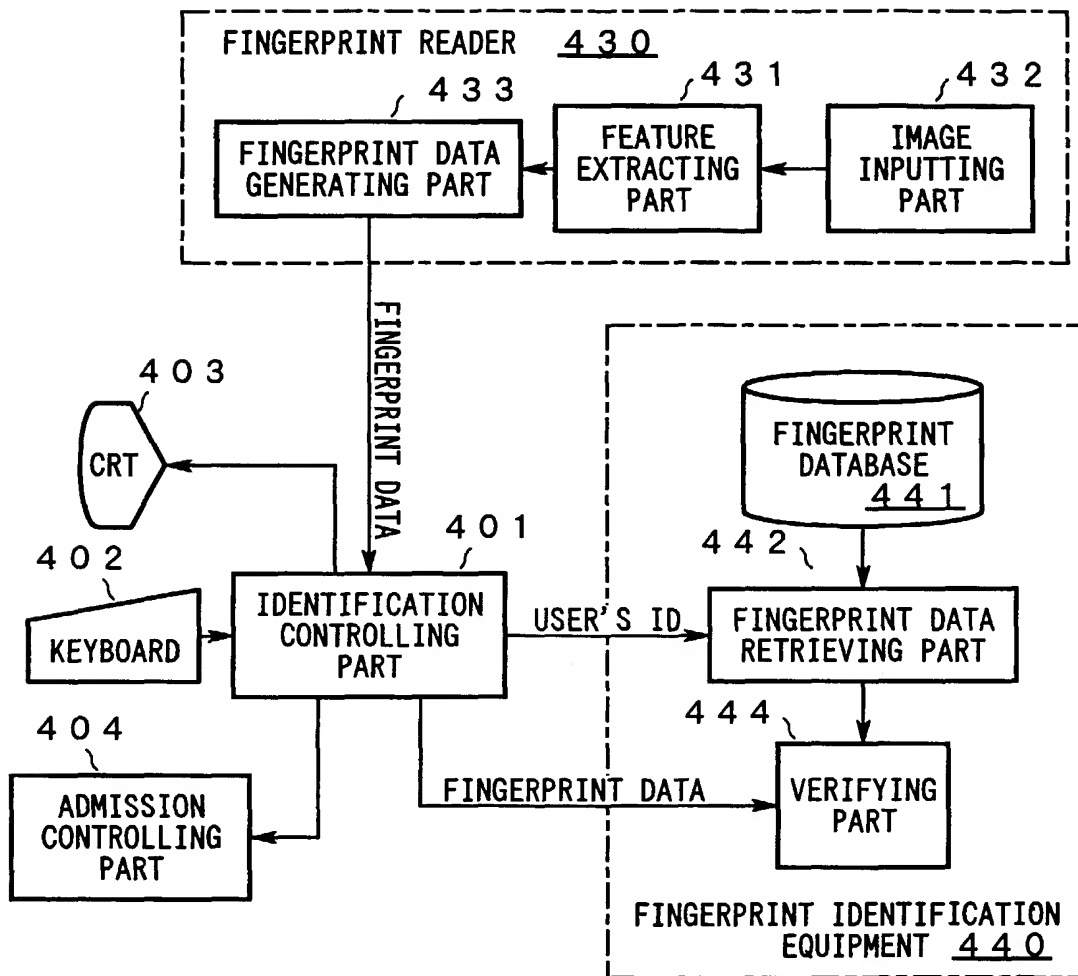 FINGERPRINT READER 430
433
431
432
FINGERPRINT DATA
GENERATING PART
FEATURE
EXTRACTING
PART
IMAGE
INPUTTING
PART
FINGERPRINT DATA
403
CRT
402
KEYBOARD
401
IDENTIFICATION
CONTROLLING
PART
404
ADMISSION
CONTROLLING
PART
USER'S ID
FINGERPRINT DATA
FINGERPRINT
DATABASE
441
442
FINGERPRINT DATA
RETRIEVING PART
444
VERIFYING
PART
FINGERPRINT IDENTIFICATION
EQUIPMENT 440